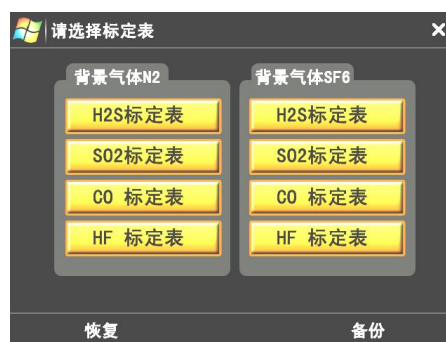 请选择标定表
背景气体N2
H2S标定表
SO2标定表
CO 标定表
HF 标定表
背景气体SF6
H2S标定表
SO2标定表
CO 标定表
HF 标定表
恢复
备份